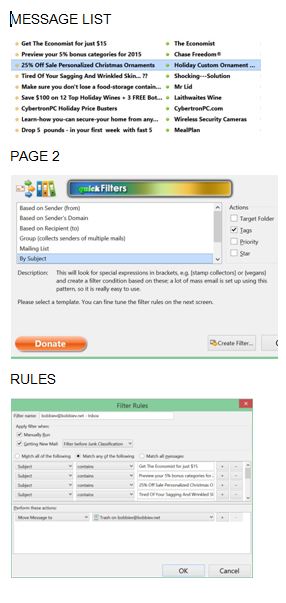 MESSAGE LIST
Get The Economist for just $15 The Economist
Preview your 5% bonus categories for 2015 Chase Freedom®
25% Off Sale Personalized Christmas Ornaments Holiday Custom Ornament ...
Tired Of Your Sagging And Wrinkled Skin... ?? Shocking---Solution
Make sure you don't lose a food-storage contain... Mr Lid
Save $100 on 12 Top Holiday Wines + 3 FREE Bot... Laithwaites Wine
CybertronPC Holiday Price Busters CybertronPC.com
Learn-how-you-can-secure-your home from any... Wireless Security Cameras
Drop 5 pounds - in your first week with fast 5 MealPlan
PAGE 2
quickFilters
Based on Sender (from)
Based on Sender's Domain
Based on Recipient (to)
Group (collects senders of multiple mails)
Mailing List
By Subject
Actions
Target Folder
Tags
Priority
Star
Description: This will look for special expressions in brackets, e.g. [stamp collectors] or (vegans)
and create a filter condition based on these; a lot of mass email is set up using this
pattern, so it is really easy to use.
Please select a template. You can fine tune the filter rules on the next screen.
Donate Create Filter...
RULES
Filter Rules
Filter name: bobbiev@bobbiev.net - Inbox
Apply filter when:
Manually Run
Getting New Mail: Filter before Junk Classification
Match all of the following Match any of the following Match all messages
Subject contains Get The Economist for just $15
Subject contains Preview your 5% bonus categories for
Subject contains 25% Off Sale Personalized Christmas O
Subject contains Tired Of Your Sagging And Wrinkled Sl
Perform these actions:
Move Message to Trash on bobbiev@bobbiev.net
OK Cancel